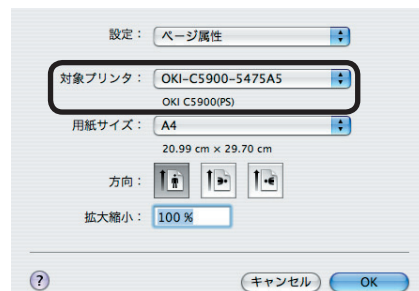 設定： ページ属性
対象プリンタ： OKI-C5900-5475A5
OKI C5900(PS)
用紙サイズ： A4
20.99 cm × 29.70 cm
方向：
拡大縮小： 100 %
? キャンセル OK